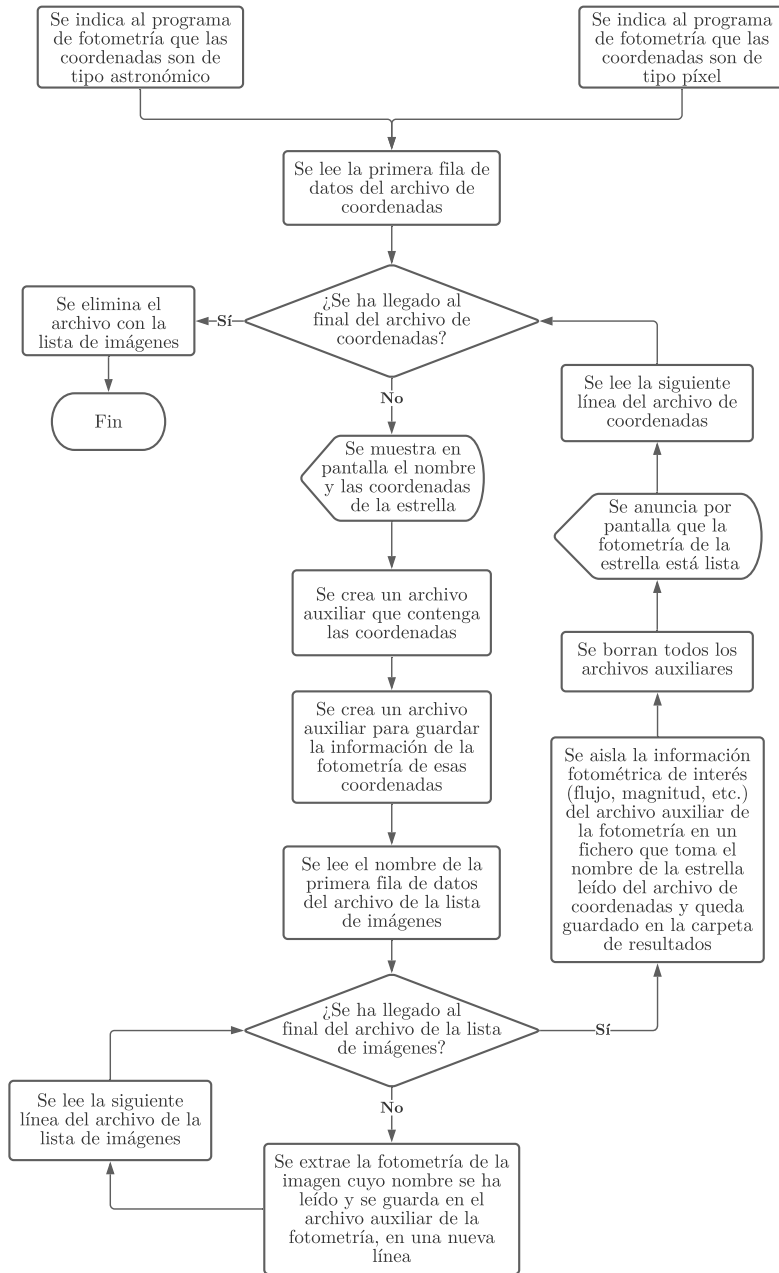 Se indica al programa
de fotometría que las
coordenadas son de
tipo astronómico
Se indica al programa
de fotometría que las
coordenadas son de
tipo píxel
Se lee la primera fila de
datos del archivo de
coordenadas
¿Se ha llegado al
final del archivo de
coordenadas?
Sí
Se elimina el
archivo con la
lista de imágenes
Fin
No
Se muestra en
pantalla el nombre
y las coordenadas
de la estrella
Se crea un archivo
auxiliar que contenga
las coordenadas
Se crea un archivo
auxiliar para guardar
la información de la
fotometría de esas
coordenadas
Se lee el nombre de la
primera fila de datos
del archivo de la lista
de imágenes
¿Se ha llegado al
final del archivo de la lista
de imágenes?
No
Se extrae la fotometría de la
imagen cuyo nombre se ha
leído y se guarda en el
archivo auxiliar de la
fotometría, en una nueva
línea
Se lee la siguiente
línea del archivo de la
lista de imágenes
Sí
Se aisla la información
fotométrica de interés
(flujo, magnitud, etc.)
del archivo auxiliar de
la fotometría en un
fichero que toma el
nombre de la estrella
leído del archivo de
coordenadas y queda
guardado en la carpeta
de resultados
Se borran todos los
archivos auxiliares
Se anuncia por
pantalla que la
fotometría de la
estrella está lista
Se lee la siguiente
línea del archivo de
coordenadas